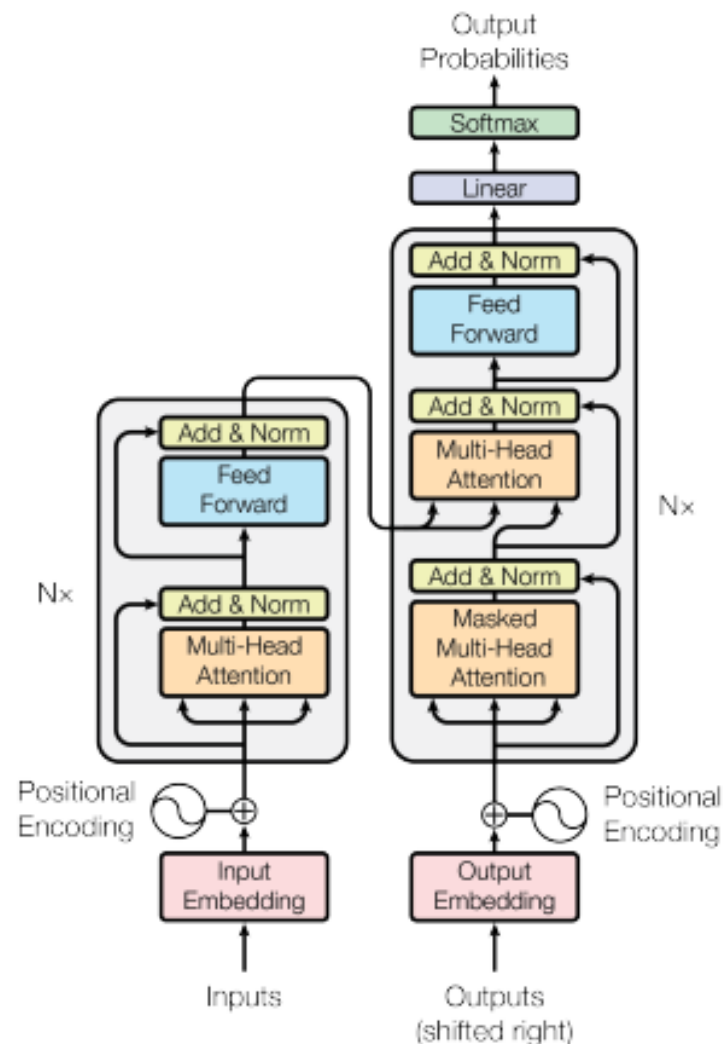 Output
Probabilities
Softmax
Linear
Add & Norm
Feed
Forward
Add & Norm
Multi-Head
Attention
Add & Norm
Masked
Multi-Head
Attention
N×
Add & Norm
Feed
Forward
Add & Norm
Multi-Head
Attention
N×
Positional
Encoding
Positional
Encoding
Input
Embedding
Output
Embedding
Inputs
Outputs
(shifted right)